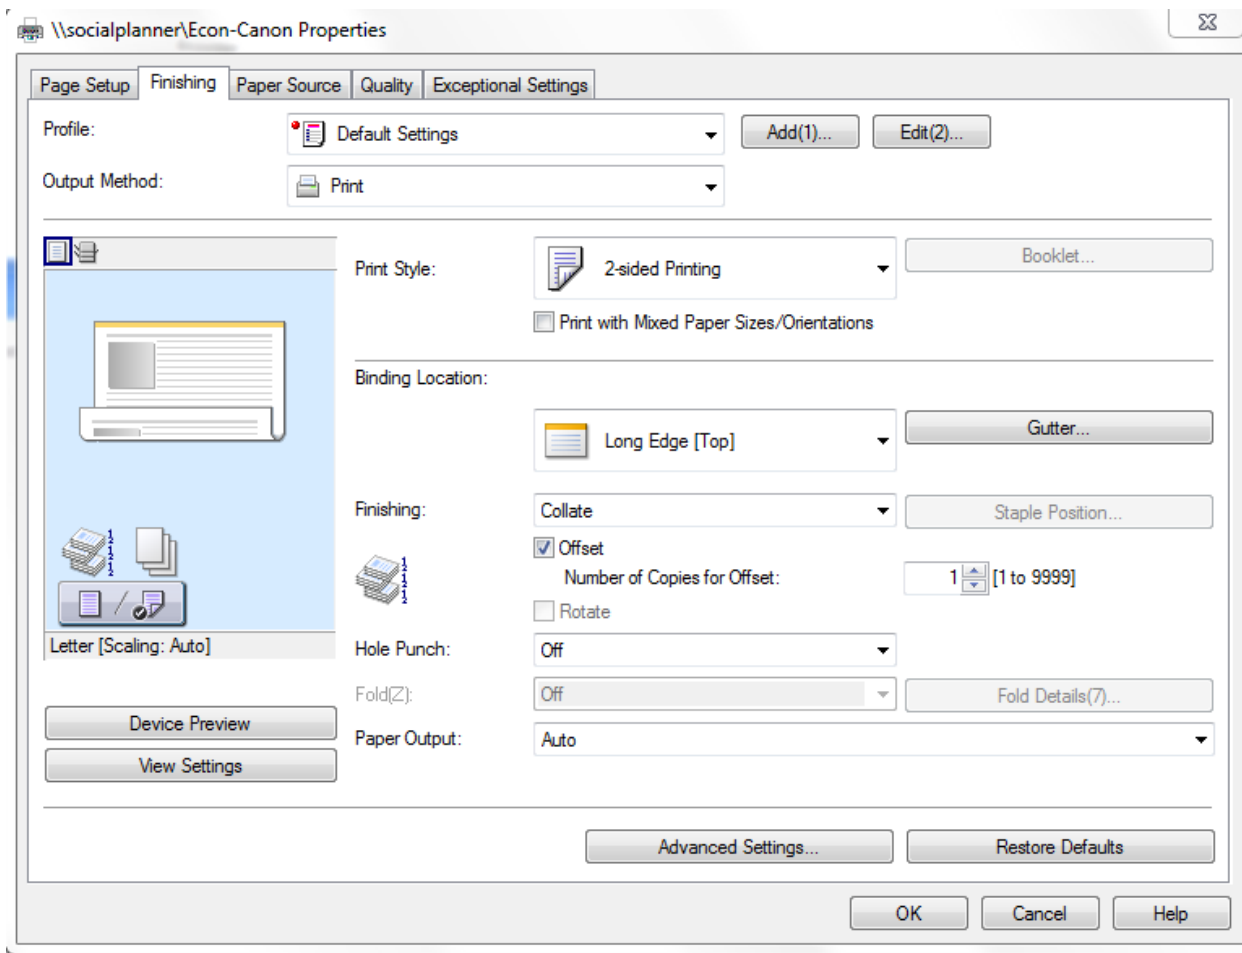 \\socialplanner\Econ-Canon Properties
Page Setup Finishing Paper Source Quality Exceptional Settings
Profile: Default Settings Add(1)... Edit(2)...
Output Method: Print
Print Style: 2-sided Printing Booklet...
Print with Mixed Paper Sizes/Orientations
Binding Location:
Long Edge [Top] Gutter...
Finishing: Collate Staple Position...
Offset
Number of Copies for Offset: 1 [1 to 9999]
Rotate
Letter [Scaling: Auto]
Hole Punch: Off
Fold(Z): Off Fold Details(7)...
Device Preview
Paper Output: Auto
View Settings
Advanced Settings... Restore Defaults
OK Cancel Help